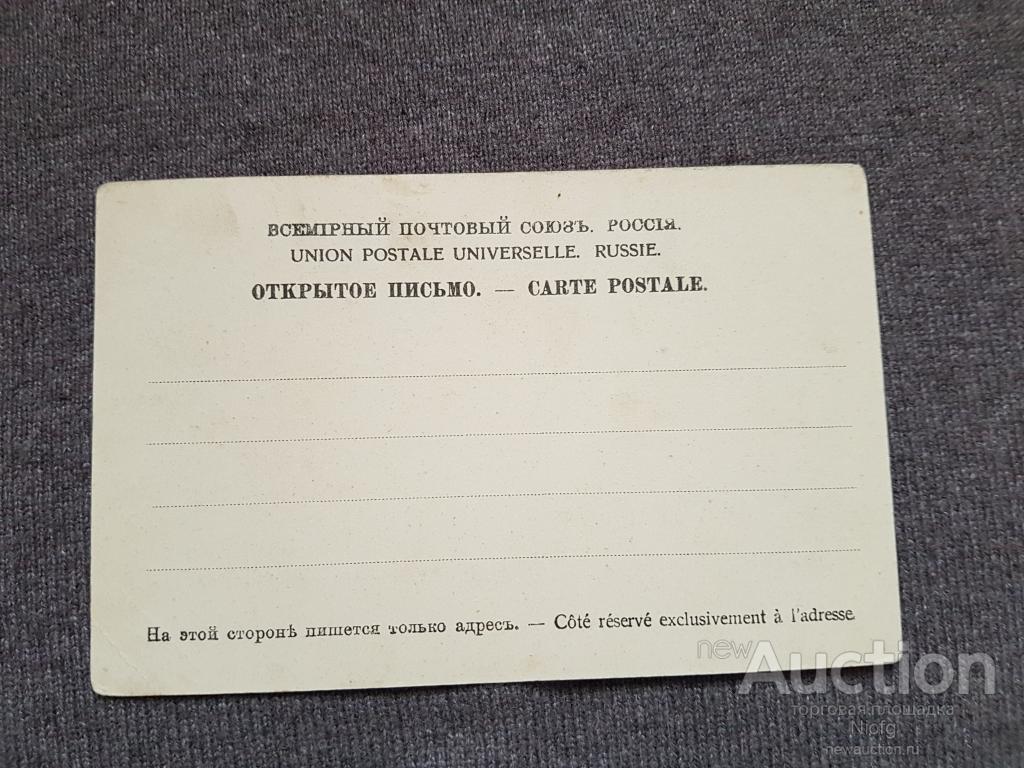 ВСЕМІРНЫЙ ПОЧТОВЫЙ СОЮЗЪ. РОССІЯ.
UNION POSTALE UNIVERSELLE. RUSSIE.
ОТКРЫТОЕ ПИСЬМО. — CARTE POSTALE.
На этой сторонѣ пишется только адресъ. — Côté réservé exclusivement à l'adresse
newAuction
торговая площадка
Nipfg
newauction.ru